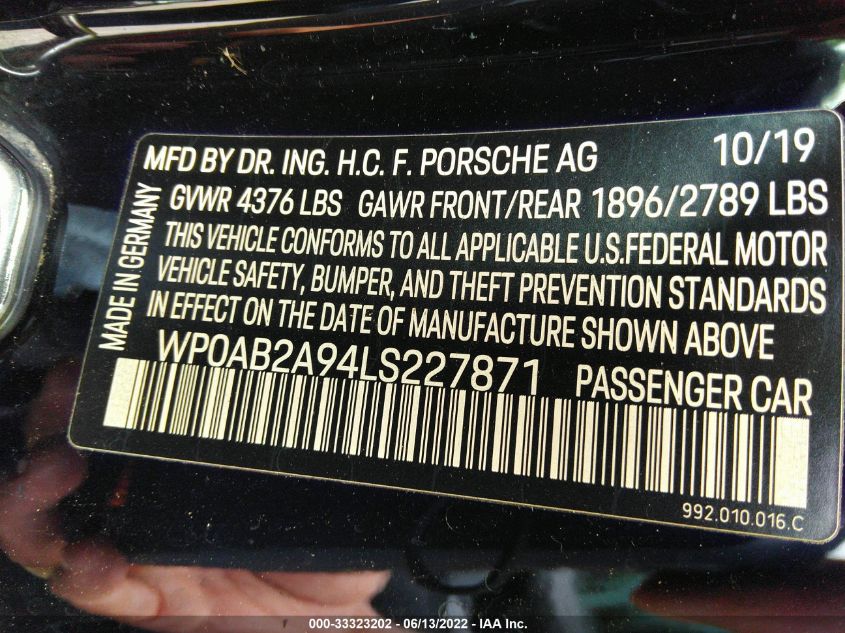 MFD BY DR. ING. H.C. F. PORSCHE AG 10/19
GVWR 4376 LBS GAWR FRONT/REAR 1896/2789 LBS
THIS VEHICLE CONFORMS TO ALL APPLICABLE U.S.FEDERAL MOTOR
VEHICLE SAFETY, BUMPER, AND THEFT PREVENTION STANDARDS
IN EFFECT ON THE DATE OF MANUFACTURE SHOWN ABOVE
MADE IN GERMANY
WP0AB2A94LS227871 PASSENGER CAR
992.010.016.C
000-33323202 - 06/13/2022 - IAA Inc.